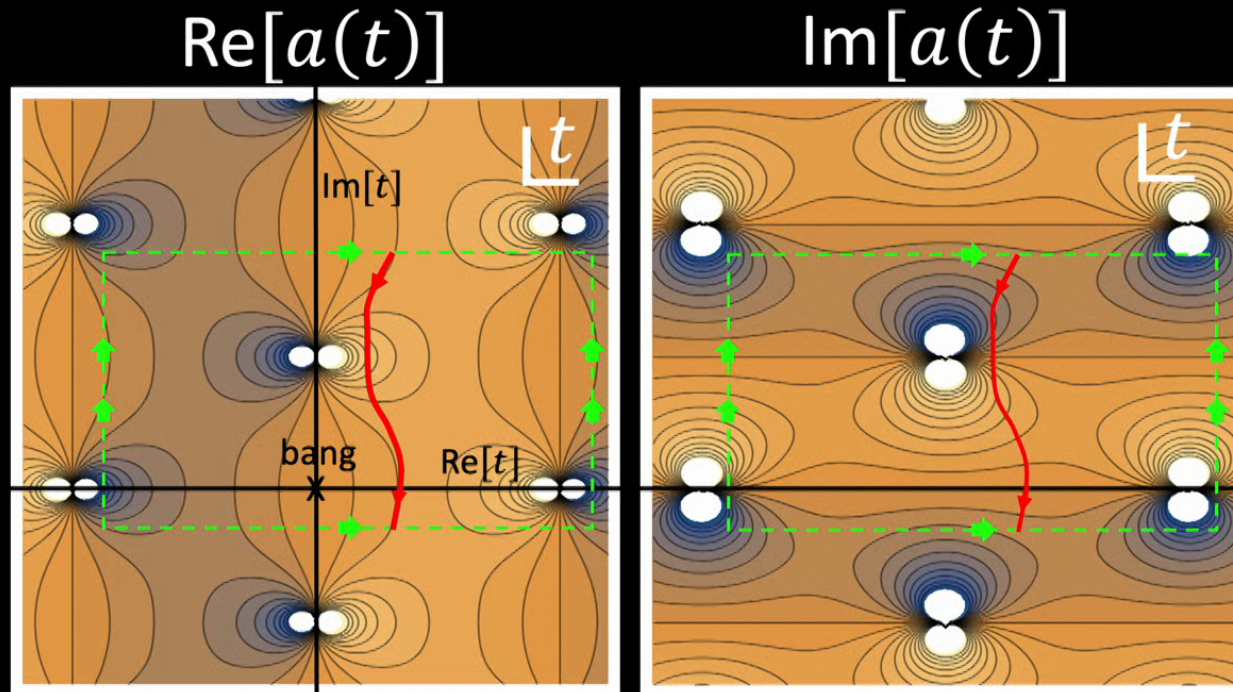 Re[a(t)]
Im[a(t)]
t
t
Im[t]
bang
Re[t]
x